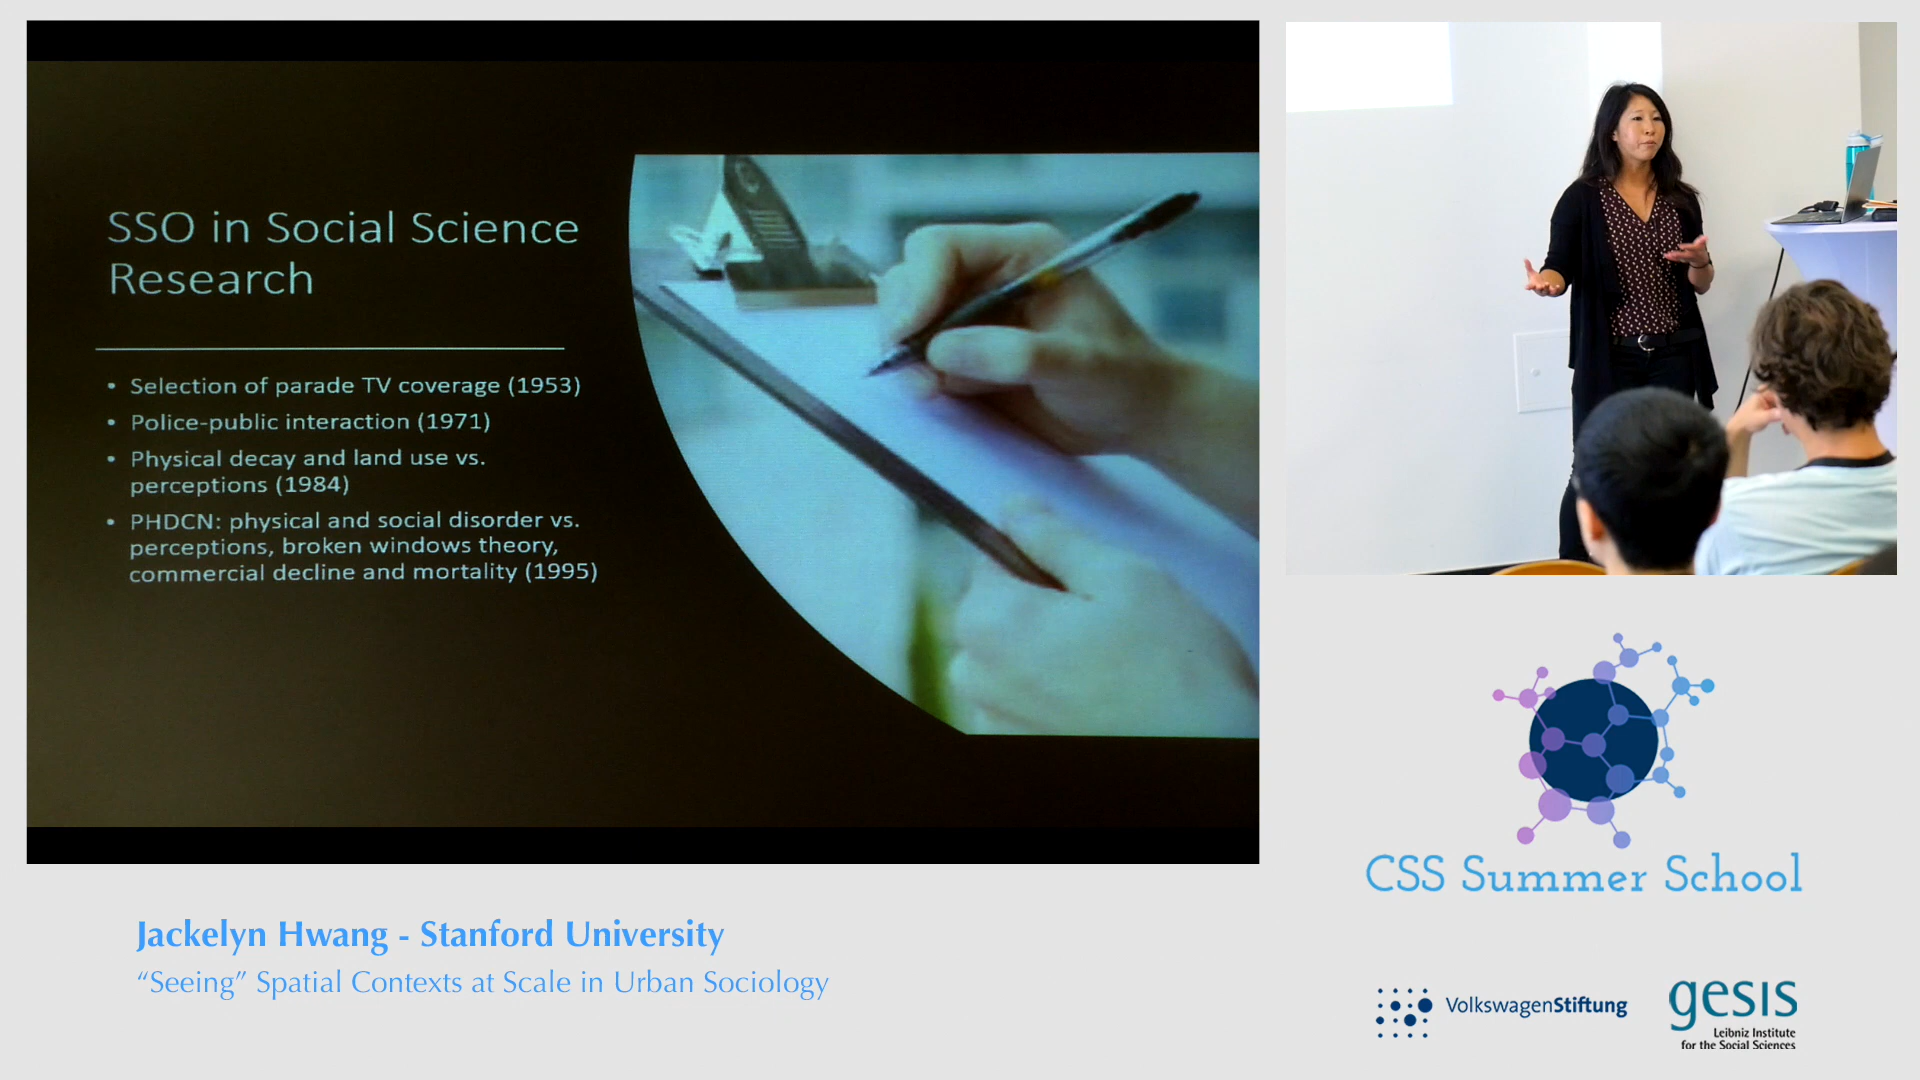 SSO in Social Science
Research
• Selection of parade TV coverage (1953)
• Police-public interaction (1971)
• Physical decay and land use vs.
perceptions (1984)
• PHDCN: physical and social disorder vs.
perceptions, broken windows theory,
commercial decline and mortality (1995)
Jackelyn Hwang - Stanford University
“Seeing” Spatial Contexts at Scale in Urban Sociology
CSS Summer School
VolkswagenStiftung
gesis
Leibniz Institute
for the Social Sciences